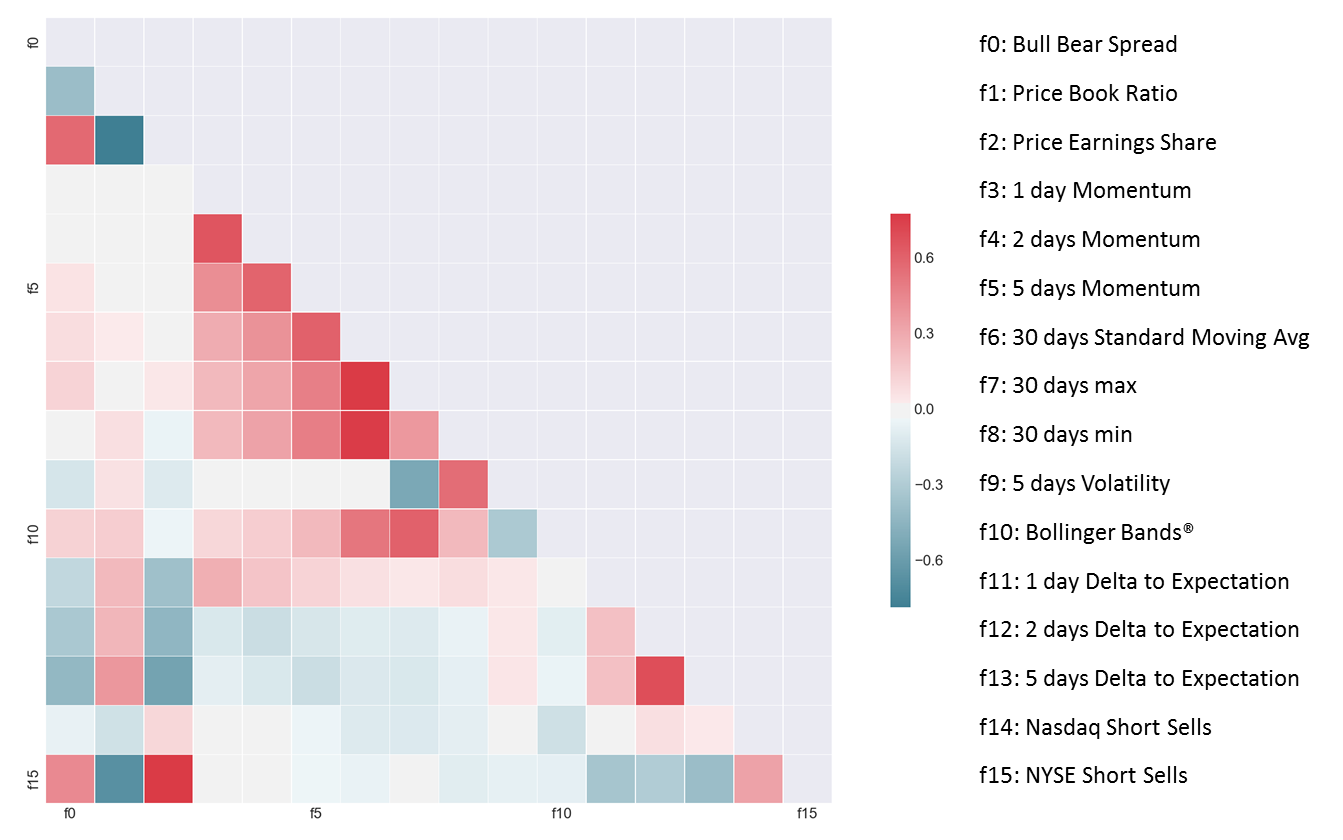 f0
f5
f10
f15
f0
f5
f10
f15
0.6
0.3
0.0
−0.3
−0.6
f0: Bull Bear Spread
f1: Price Book Ratio
f2: Price Earnings Share
f3: 1 day Momentum
f4: 2 days Momentum
f5: 5 days Momentum
f6: 30 days Standard Moving Avg
f7: 30 days max
f8: 30 days min
f9: 5 days Volatility
f10: Bollinger Bands®
f11: 1 day Delta to Expectation
f12: 2 days Delta to Expectation
f13: 5 days Delta to Expectation
f14: Nasdaq Short Sells
f15: NYSE Short Sells